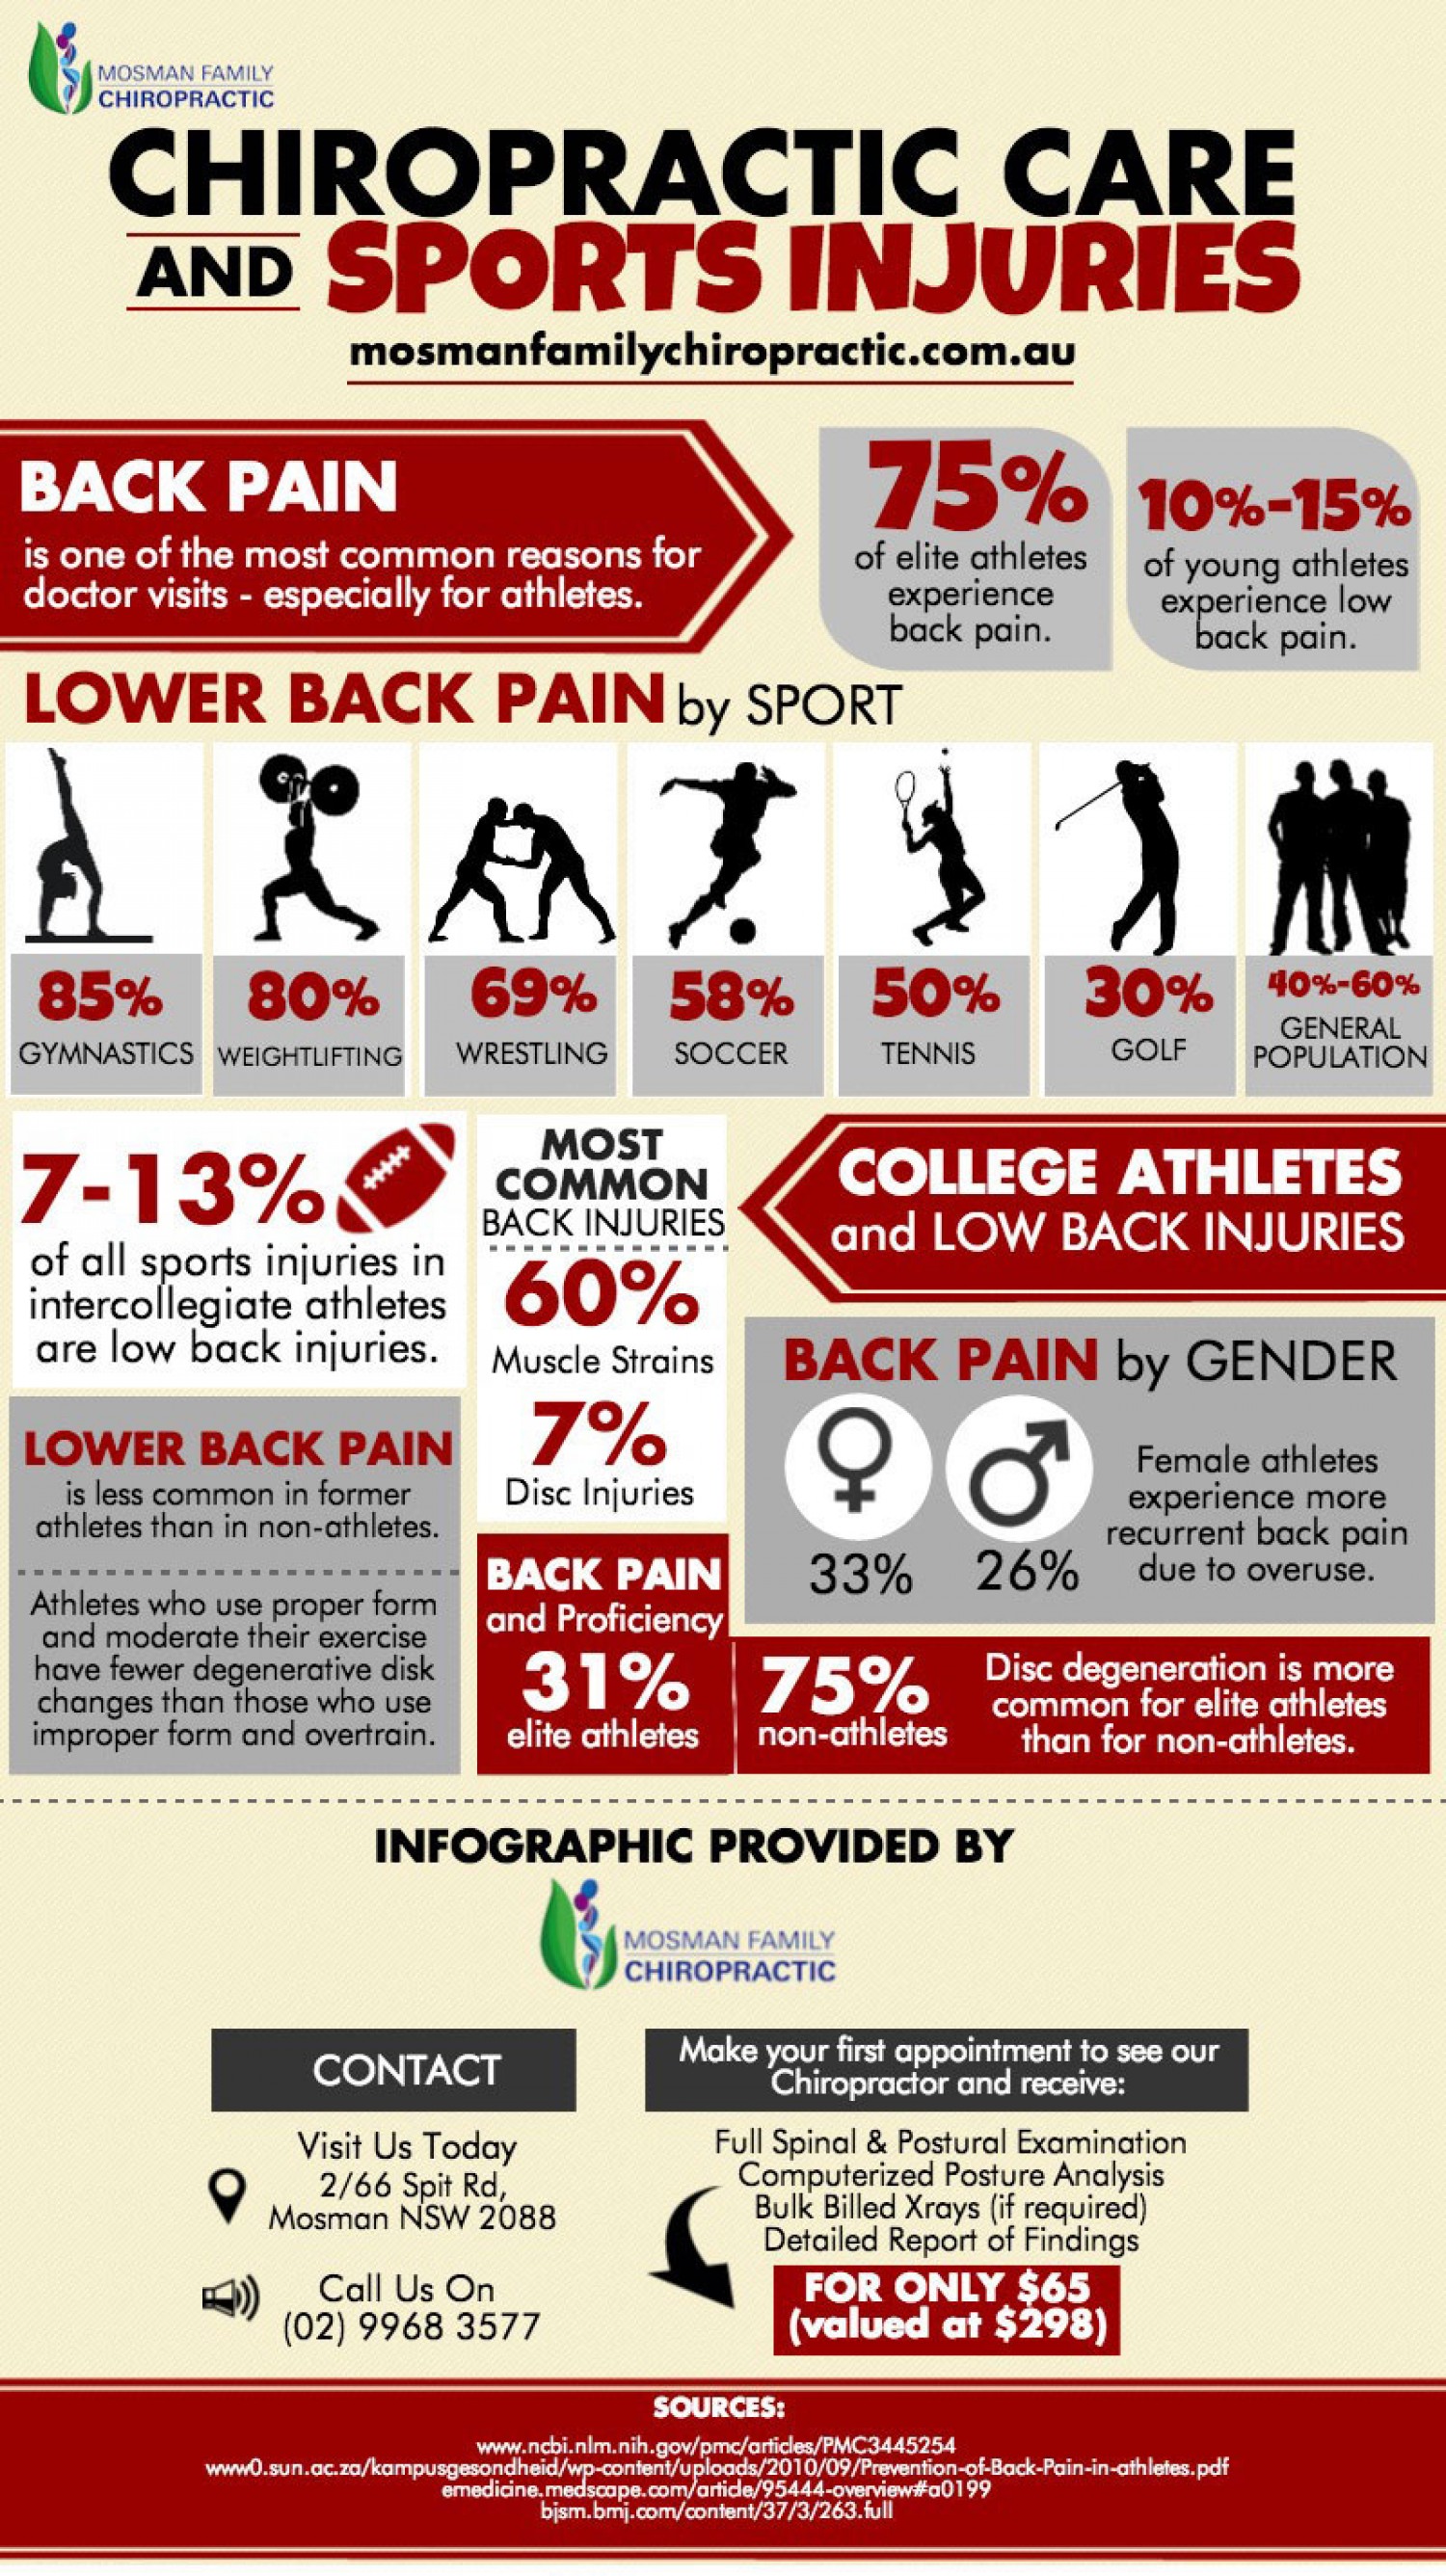 MOSMAN FAMILY
CHIROPRACTIC
CHIROPRACTIC CARE
AND SPORTS INJURIES
mosmanfamilychiropractic.com.au
BACK PAIN
is one of the most common reasons for
doctor visits - especially for athletes.
75%
of elite athletes
experience
back pain.
10%-15%
of young athletes
experience low
back pain.
LOWER BACK PAIN by SPORT
85%
GYMNASTICS
80%
WEIGHTLIFTING
69%
WRESTLING
58%
SOCCER
50%
TENNIS
30%
GOLF
40%-60%
GENERAL
POPULATION
7-13%
of all sports injuries in
intercollegiate athletes
are low back injuries.
MOST
COMMON
BACK INJURIES
60%
Muscle Strains
7%
Disc Injuries
COLLEGE ATHLETES
and LOW BACK INJURIES
BACK PAIN by GENDER
33%
26%
Female athletes
experience more
recurrent back pain
due to overuse.
LOWER BACK PAIN
is less common in former
athletes than in non-athletes.
Athletes who use proper form
and moderate their exercise
have fewer degenerative disk
changes than those who use
improper form and overtrain.
BACK PAIN
and Proficiency
31%
elite athletes
75%
non-athletes
Disc degeneration is more
common for elite athletes
than for non-athletes.
INFOGRAPHIC PROVIDED BY
MOSMAN FAMILY
CHIROPRACTIC
CONTACT
Visit Us Today
2/66 Spit Rd,
Mosman NSW 2088
Call Us On
(02) 9968 3577
Make your first appointment to see our
Chiropractor and receive:
Full Spinal & Postural Examination
Computerized Posture Analysis
Bulk Billed Xrays (if required)
Detailed Report of Findings
FOR ONLY $65
(valued at $298)
SOURCES:
www.ncbi.nlm.nih.gov/pmc/articles/PMC3445254
www0.sun.ac.za/kampusgesondheid/wp-content/uploads/2010/09/Prevention-of-Back-Pain-in-athletes.pdf
emedicine.medscape.com/article/95444-overview#a0199
bjsm.bmj.com/content/37/3/263.full